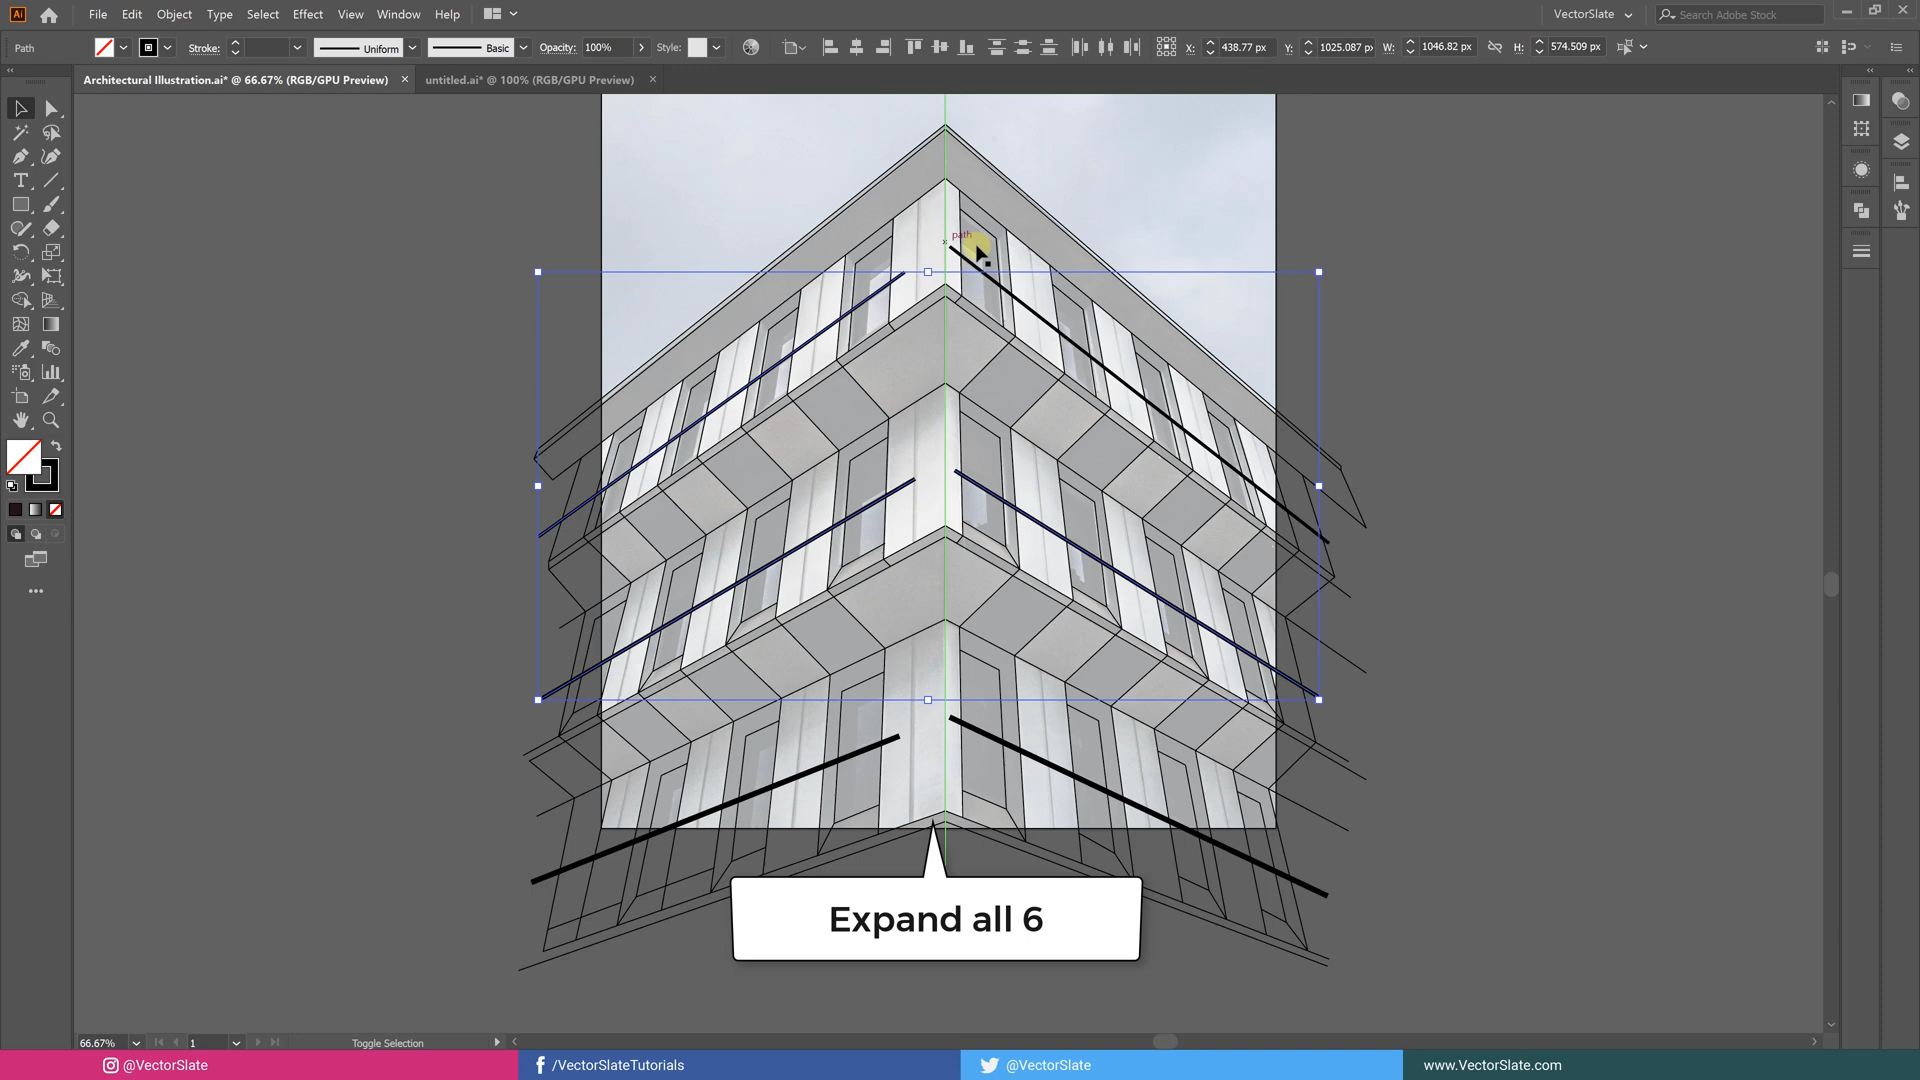 Ai File Edit Object Type Select Effect View Window Help VectorSlate Search Adobe Stock
Path Stroke: Uniform Basic Opacity: 100% Style: X: 438.77 px Y: 1025.087 px W: 1046.82 px H: 574.509 px
Architectural Illustration.ai* @ 66.67% (RGB/GPU Preview) × untitled.ai* @ 100% (RGB/GPU Preview) ×
path
Expand all 6
66.67% 1 Toggle Selection
@VectorSlate /VectorSlateTutorials @VectorSlate www.VectorSlate.com